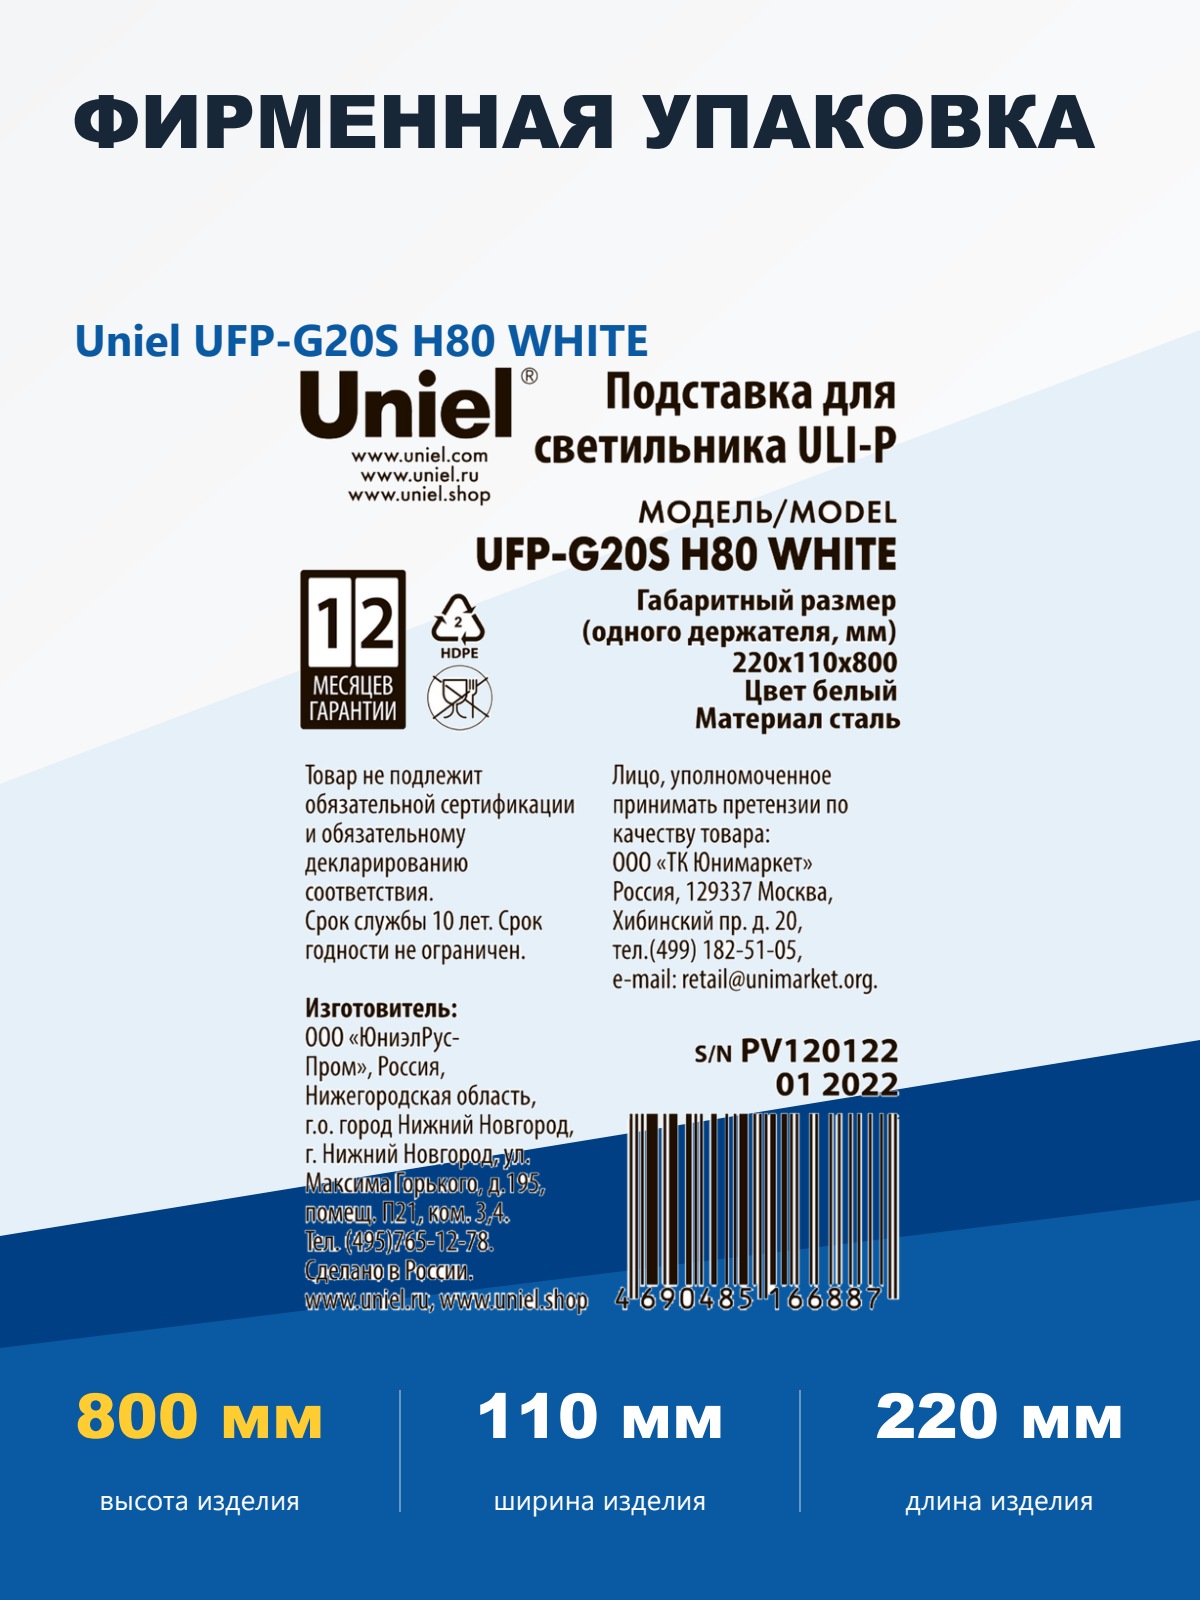 ФИРМЕННАЯ УПАКОВКА
Uniel UFP-G20S H80 WHITE
Uniel®
www.uniel.com
www.uniel.ru
www.uniel.shop
Подставка для
светильника ULI-P
МОДЕЛЬ/MODEL
UFP-G20S H80 WHITE
Габаритный размер
(одного держателя, мм)
220x110x800
Цвет белый
Материал сталь
12
МЕСЯЦЕВ
ГАРАНТИИ
2
HDPE
Товар не подлежит
обязательной сертификации
и обязательному
декларированию
соответствия.
Срок службы 10 лет. Срок
годности не ограничен.
Изготовитель:
ООО «ЮниэлРус-
Пром», Россия,
Нижегородская область,
г.о. город Нижний Новгород,
г. Нижний Новгород, ул.
Максима Горького, д.195,
помещ. П21, ком. 3,4.
Тел. (495)765-12-78.
Сделано в России.
www.uniel.ru, www.uniel.shop
Лицо, уполномоченное
принимать претензии по
качеству товара:
ООО «ТК Юнимаркет»
Россия, 129337 Москва,
Хибинский пр. д. 20,
тел.(499) 182-51-05,
e-mail: retail@unimarket.org.
S/N PV120122
01 2022
4 690485 166887
800 мм
высота изделия
110 мм
ширина изделия
220 мм
длина изделия